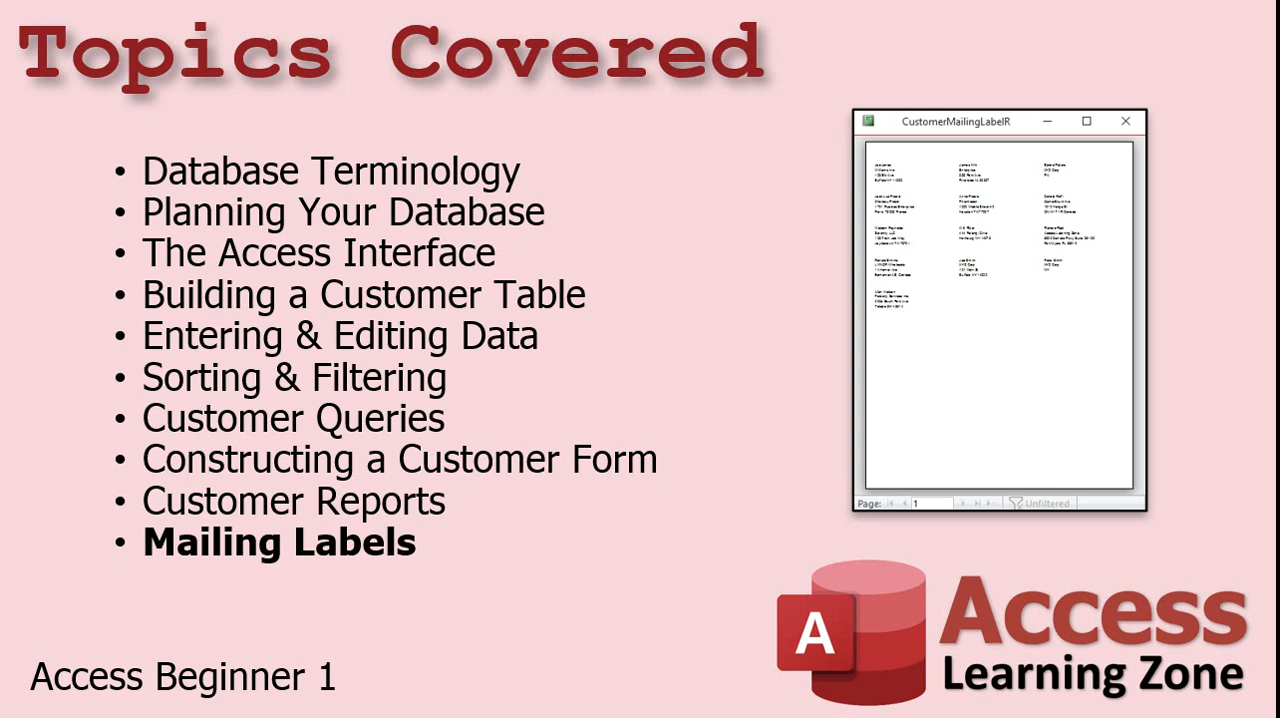 Topics Covered
• Database Terminology
• Planning Your Database
• The Access Interface
• Building a Customer Table
• Entering & Editing Data
• Sorting & Filtering
• Customer Queries
• Constructing a Customer Form
• Customer Reports
• Mailing Labels
CustomerMailingLabelR
Page: 1 Unfiltered
A
Access
Learning Zone
Access Beginner 1